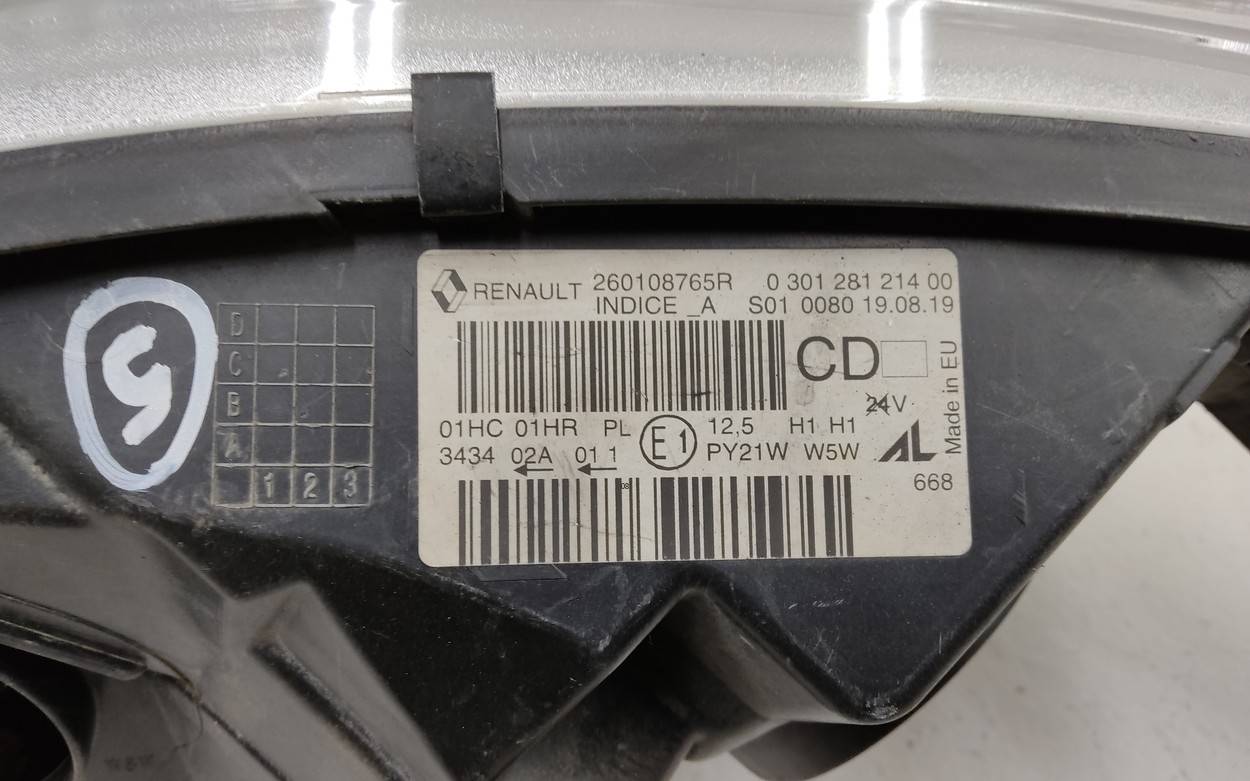 RENAULT 260108765R 0 301 281 214 00
INDICE _A S01 0080 19.08.19
CD
24V
Made in EU
01HC 01HR PL E1 12,5 H1 H1
3434 02A 01 1 PY21W W5W AL
668
5
D
C
B
A
1 2 3